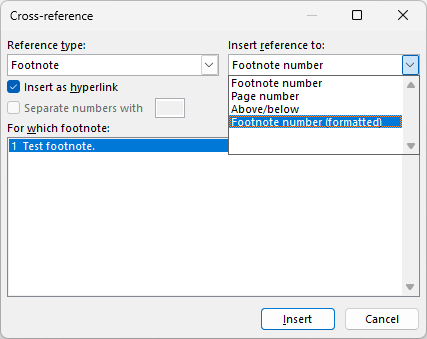 Cross-reference
Reference type:
Insert reference to:
Footnote
Footnote number
Insert as hyperlink
Footnote number
Page number
Above/below
Footnote number (formatted)
Separate numbers with
For which footnote:
1 Test footnote.
Insert
Cancel